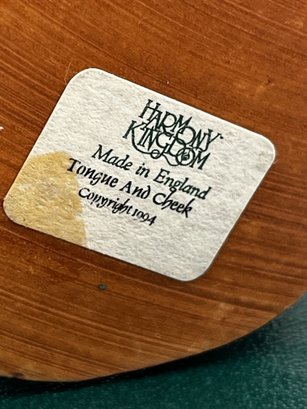 HARMONY
KINGDOM
Made in England
Tongue And Cheek
Copyright 1994